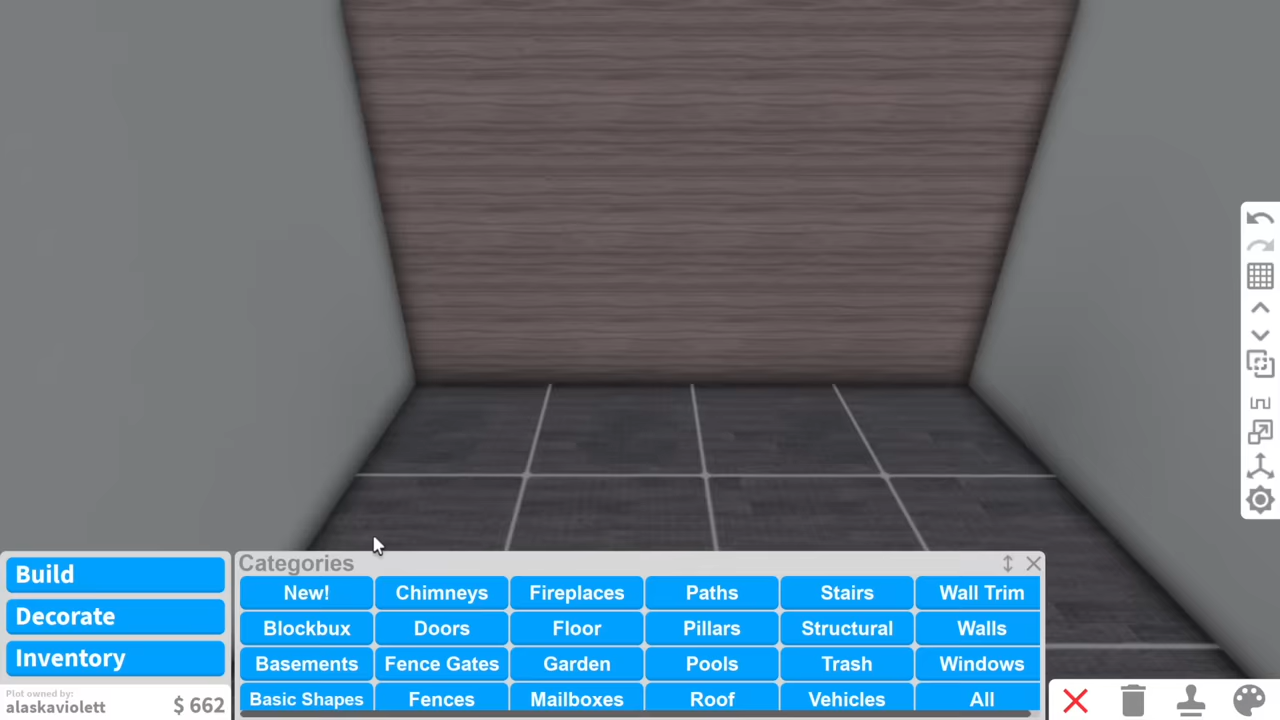 Build
Decorate
Inventory
Plot owned by:
alaskaviolett
$ 662
Categories
New! Chimneys Fireplaces Paths Stairs Wall Trim
Blockbux Doors Floor Pillars Structural Walls
Basements Fence Gates Garden Pools Trash Windows
Basic Shapes Fences Mailboxes Roof Vehicles All